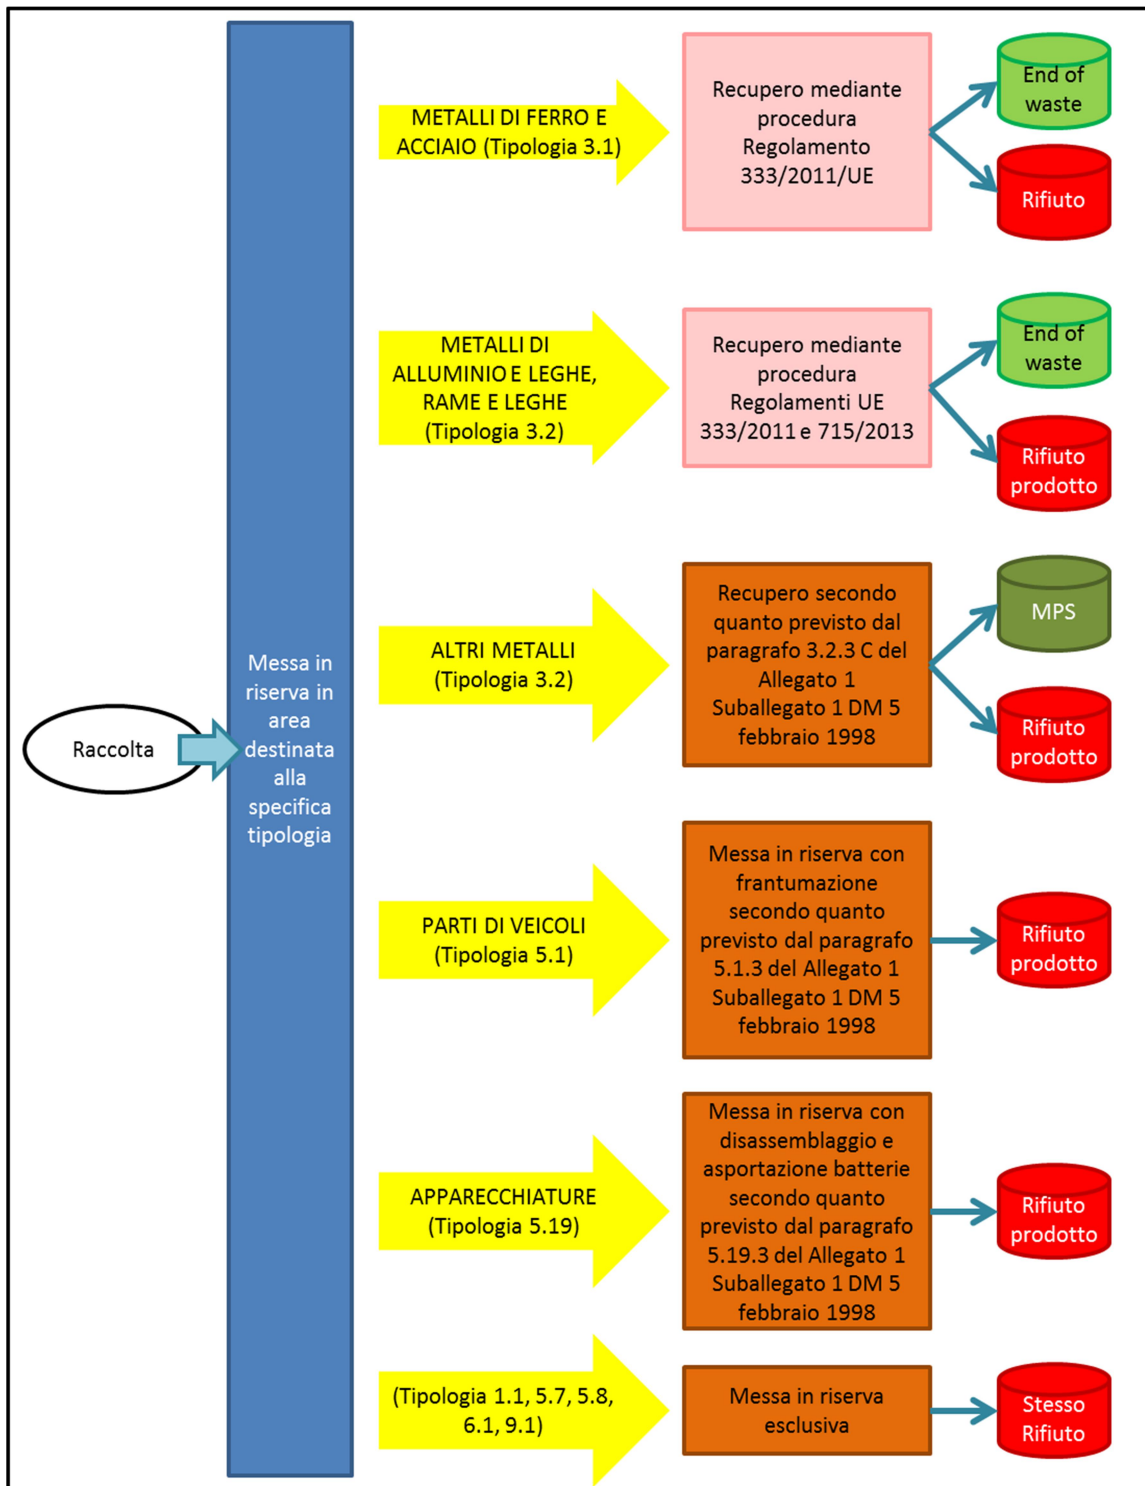 Raccolta
Messa in
riserva in
area
destinata
alla
specifica
tipologia
METALLI DI FERRO E
ACCIAIO (Tipologia 3.1)
Recupero mediante
procedura
Regolamento
333/2011/UE
End of
waste
Rifiuto
METALLI DI
ALLUMINIO E LEGHE,
RAME E LEGHE
(Tipologia 3.2)
Recupero mediante
procedura
Regolamenti UE
333/2011 e 715/2013
End of
waste
Rifiuto
prodotto
ALTRI METALLI
(Tipologia 3.2)
Recupero secondo
quanto previsto dal
paragrafo 3.2.3 C del
Allegato 1
Suballegato 1 DM 5
febbraio 1998
MPS
Rifiuto
prodotto
PARTI DI VEICOLI
(Tipologia 5.1)
Messa in riserva con
frantumazione
secondo quanto
previsto dal paragrafo
5.1.3 del Allegato 1
Suballegato 1 DM 5
febbraio 1998
Rifiuto
prodotto
APPARECCHIATURE
(Tipologia 5.19)
Messa in riserva con
disassemblaggio e
asportazione batterie
secondo quanto
previsto dal paragrafo
5.19.3 del Allegato 1
Suballegato 1 DM 5
febbraio 1998
Rifiuto
prodotto
(Tipologia 1.1, 5.7, 5.8,
6.1, 9.1)
Messa in riserva
esclusiva
Stesso
Rifiuto